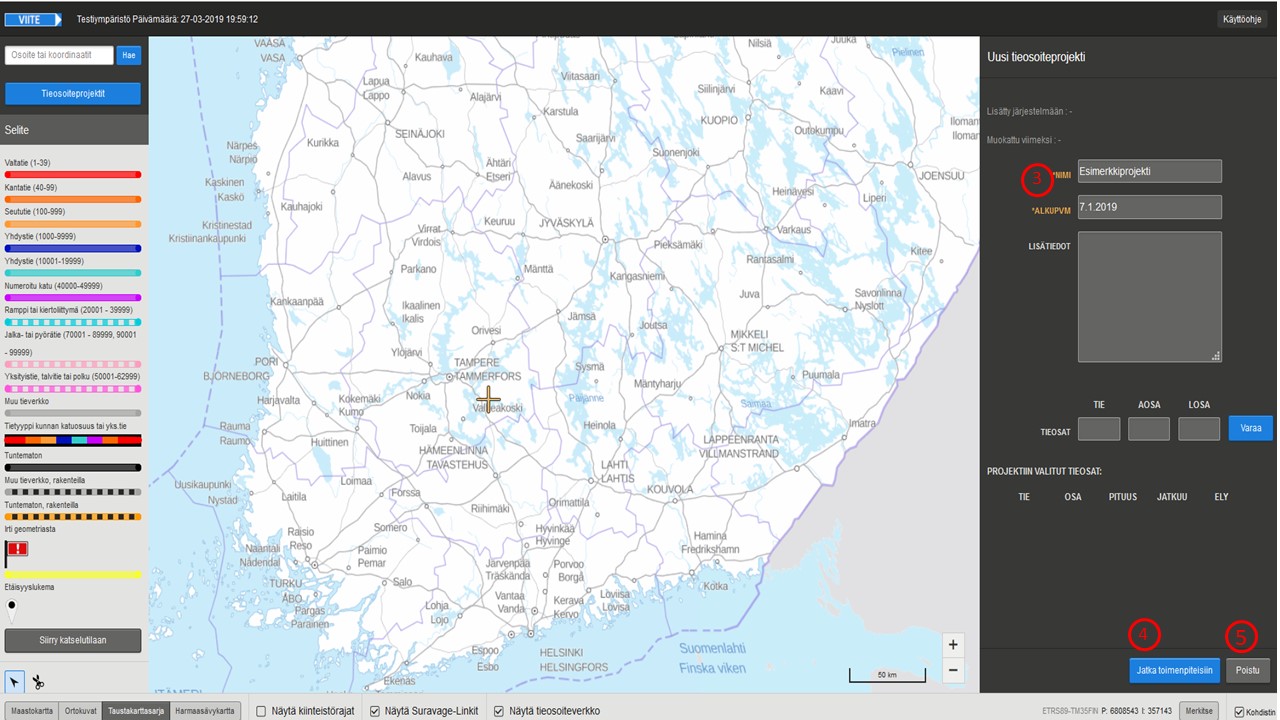 VIITE
Testiympäristö Päivämäärä: 27-03-2019 19:59:12
Käyttöohje
Osoite tai koordinaatit
Hae
Tieosoiteprojektit
Selite
Valtatie (1-39)
Kantatie (40-99)
Seututie (100-999)
Yhdystie (1000-9999)
Yhdystie (10001-19999)
Numeroitu katu (40000-49999)
Ramppi tai kiertoliittymä (20001 - 39999)
Jalka- tai pyörätie (70001 - 89999, 90001
- 99999)
Yksityistie, talvitie tai polku (50001-62999)
Muu tieverkko
Tietyyppi kunnan katuosuus tai yks.tie
Tuntematon
Muu tieverkko, rakenteilla
Tuntematon, rakenteilla
Irti geometriasta
Etäisyyslukema
Siirry katselutilaan
VAASA
VASA
Kauhava
Nilsiä
Juuka
Pielinen
Viitasaari
Lapua
Lappo
Alajärvi
Siilinjärvi
Kaavi
Karstula
KUOPIO
SEINÄJOKI
Saarijärvi
Outokumpu
Ilomantsi
Kurikka
Närpes
Närpiö
Suonenjoki
Ähtäri
Etseri
Alavus
Äänekoski
JOENSUU
Kaskinen
Kaskö
Heinävesi
Liperi
Kauhajoki
Keuruu
JYVÄSKYLÄ
Kristinestad
Kristiinankaupunki
Virrat
Virdois
Varkaus
Pieksämäki
Kitee
Rantasalmi
Parkano
Mänttä
Kangasniemi
Kankaanpää
Ikaalinen
Ikalis
Juva
Savonlinna
Nyslott
Jämsä
Joutsa
Orivesi
MIKKELI
S:T MICHEL
Ylöjärvi
PORI
BJÖRNEBORG
TAMPERE
TAMMERFORS
Sysmä
Puumala
Mäntyharju
Nokia
Valkeakoski
Päijänne
Saimaa
Harjavalta
Kokemäki
Kumo
Imatra
Rauma
Raumo
Toijala
Heinola
Huittinen
LAPPEENRANTA
VILLMANSTRAND
HÄMEENLINNA
TAVASTEHUS
LAHTI
LAHTIS
Loimaa
Uusikaupunki
Nystad
Laitila
Forssa
KOUVOLA
Orimattila
Riihimäki
Somero
Hyvinkää
Hyvinge
Raisio
Reso
Hamina
Fredrikshamn
Naantali
Nådendal
Paimio
Pemar
Järvenpää
Träskända
Porvoo
Borgå
TURKU
ÅBO
Salo
Kotka
Vantaa
Vanda
Loviisa
Lovisa
Pargas
Parainen
Lohja
Lojo
Kerava
Kervo
Espoo
Esbo
HELSINKI
HELSINGFORS
Suomenlahti
Finska viken
Ekenäs
50 km
+
−
Uusi tieosoiteprojekti
Lisätty järjestelmään : -
Muokattu viimeksi : -
3
*NIMI
Esimerkkiprojekti
*ALKUPVM
7.1.2019
LISÄTIEDOT
TIE AOSA LOSA
TIEOSAT
Varaa
PROJEKTIIN VALITUT TIEOSAT:
TIE OSA PITUUS JATKUU ELY
4
5
Jatka toimenpiteisiin
Poistu
Maastokartta Ortokuvat Taustakarttasarja Harmaasävykartta
Näytä kiinteistörajat
Näytä Suravage-Linkit
Näytä tieosoiteverkko
ETRS89-TM35FIN P: 6808543 I: 357143
Merkitse
Kohdistin